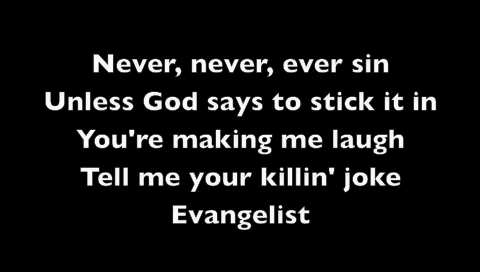 Never, never, ever sin
Unless God says to stick it in
You're making me laugh
Tell me your killin' joke
Evangelist